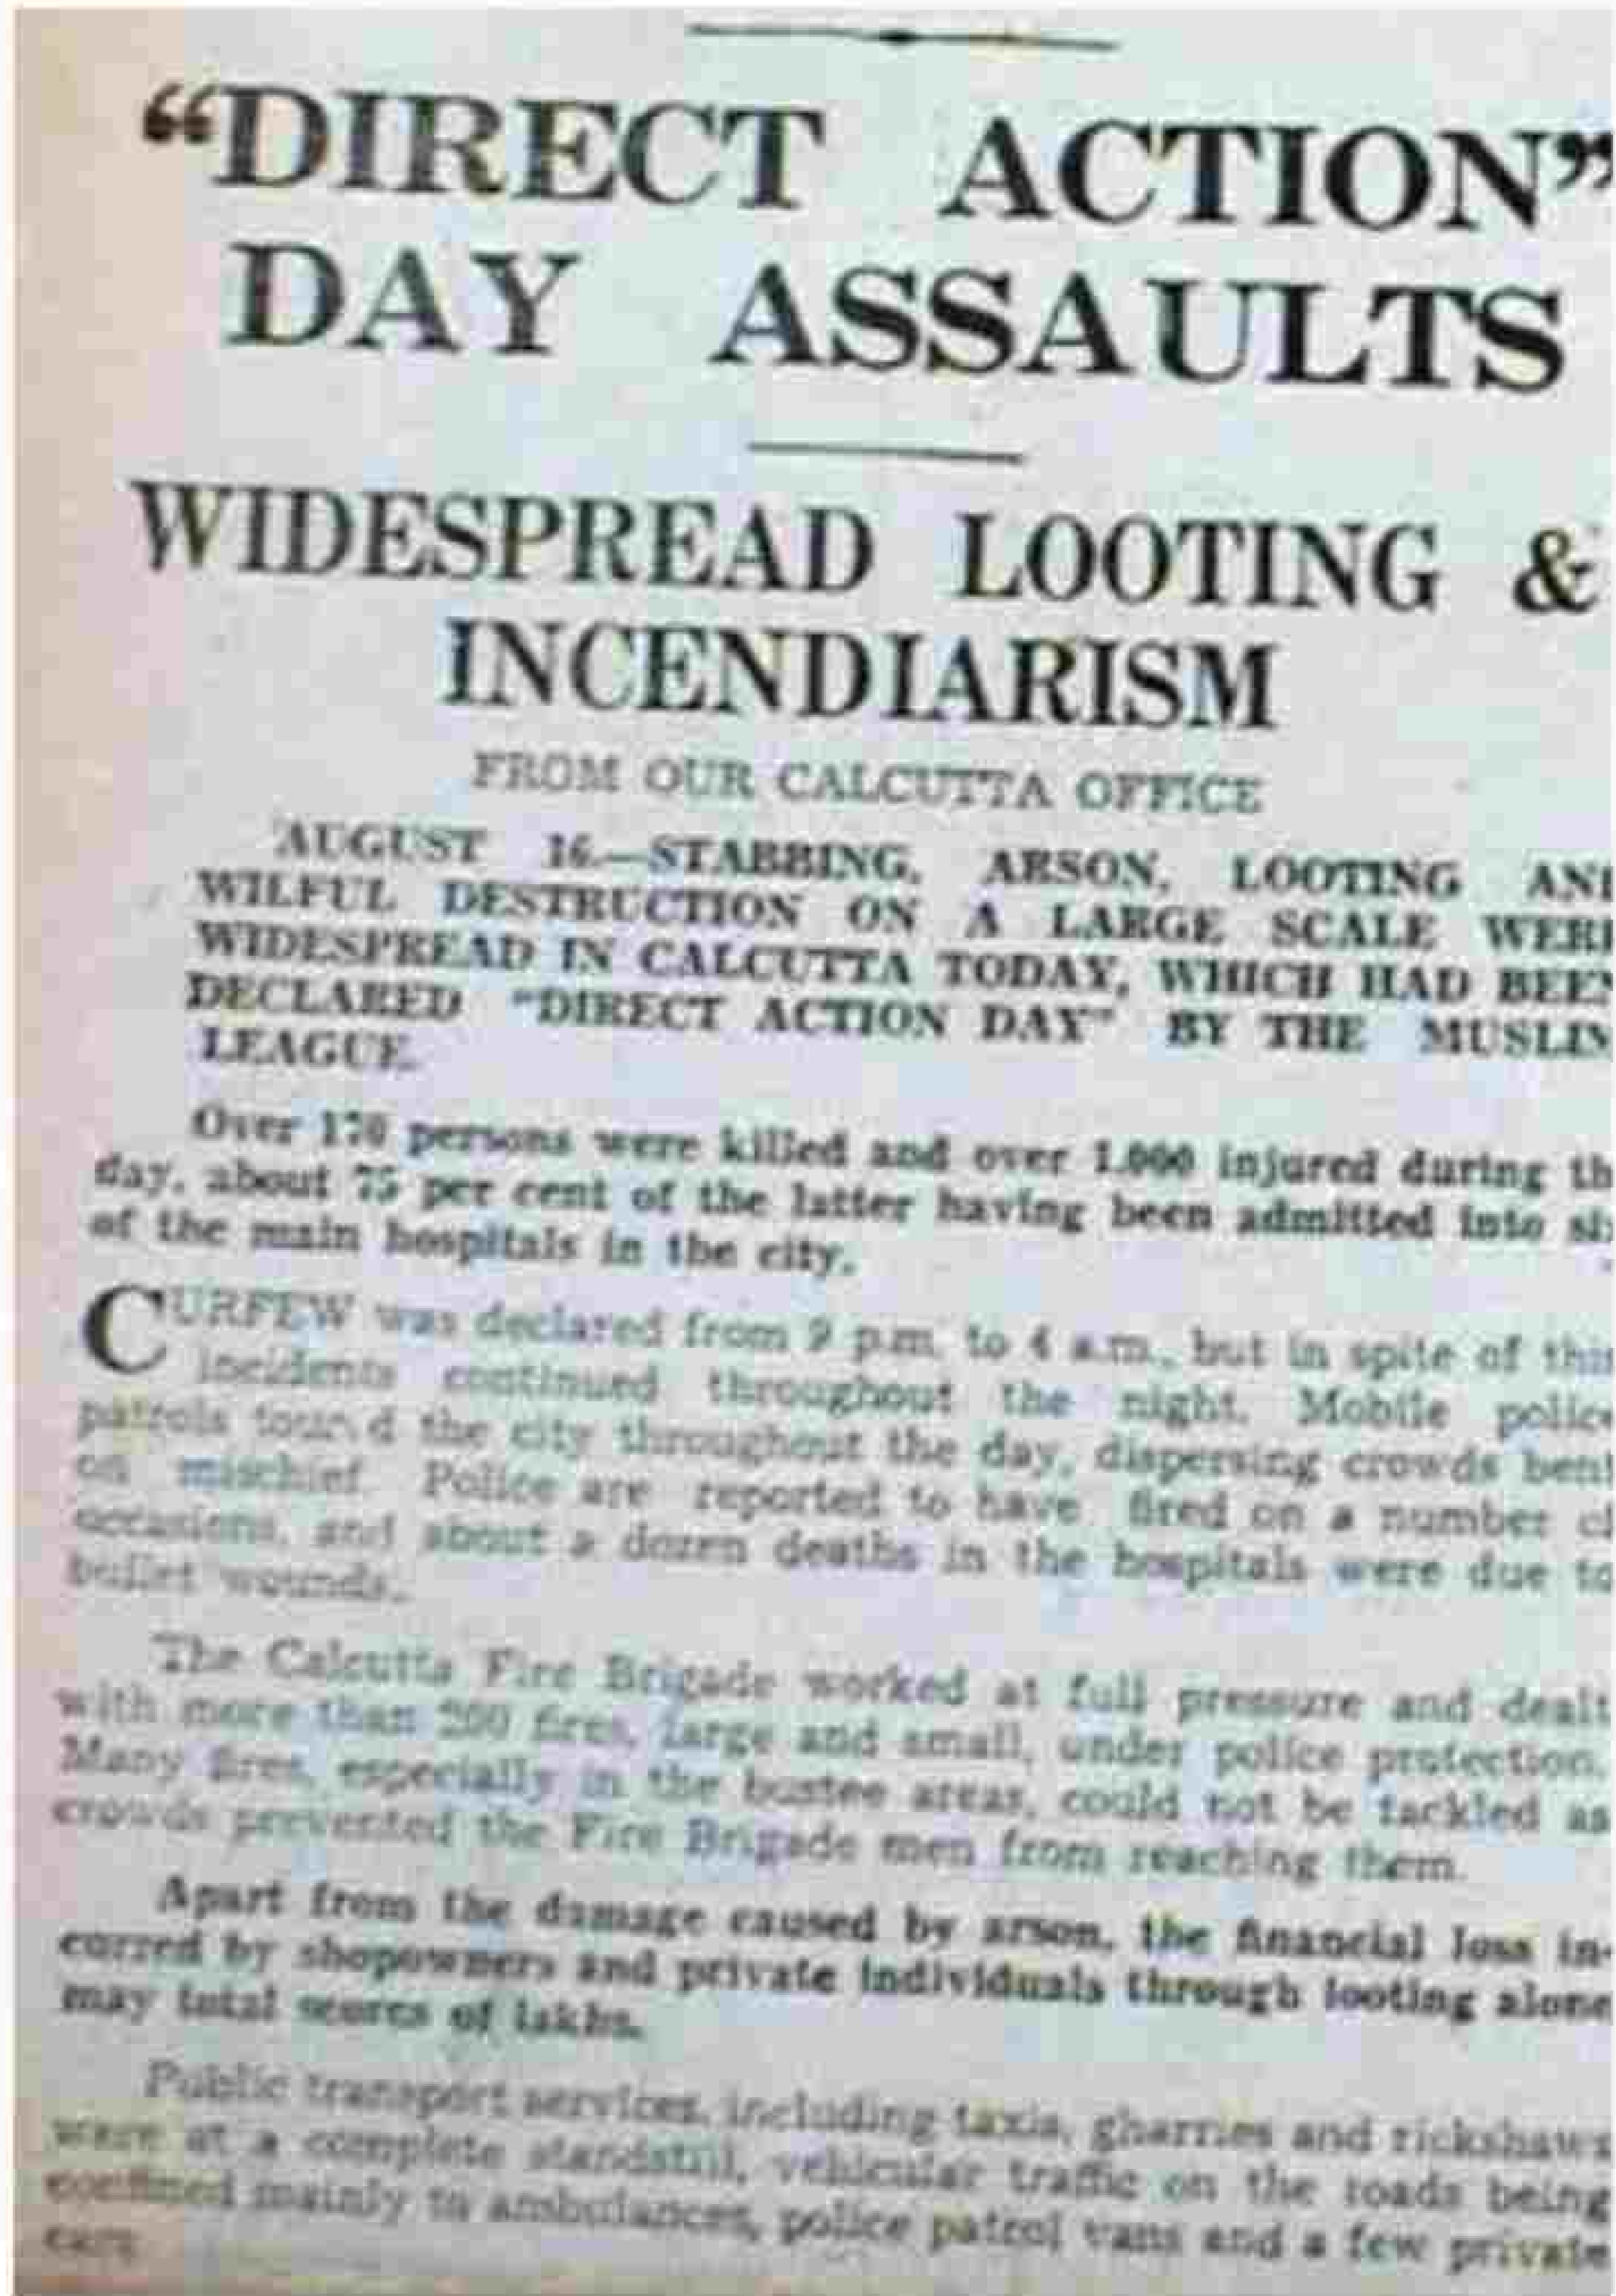 “DIRECT ACTION”
DAY ASSAULTS
WIDESPREAD LOOTING &
INCENDIARISM
FROM OUR CALCUTTA OFFICE
AUGUST 16.—STABBING, ARSON, LOOTING AN
WILFUL DESTRUCTION ON A LARGE SCALE WER
WIDESPREAD IN CALCUTTA TODAY, WHICH HAD BEE
DECLARED "DIRECT ACTION DAY" BY THE MUSLI
LEAGUE.
Over 170 persons were killed and over 1,000 injured during th
day, about 75 per cent of the latter having been admitted into si
of the main hospitals in the city.
CURFEW was declared from 9 p.m. to 4 a.m., but in spite of this
incidents continued throughout the night. Mobile police
patrols tour d the city throughout the day, dispersing crowds bent
on mischief. Police are reported to have fired on a number of
occasions, and about a dozen deaths in the hospitals were due to
bullet wounds.
The Calcutta Fire Brigade worked at full pressure and dealt
with more than 200 fires, large and small, under police protection.
Many fires, especially in the bustee areas, could not be tackled as
crowds prevented the Fire Brigade men from reaching them.
Apart from the damage caused by arson, the financial loss in-
curred by shopowners and private individuals through looting alone
may total scores of lakhs.
Public transport services, including taxis, gharries and rickshaws
were at a complete standstill, vehicular traffic on the roads being
confined mainly to ambulances, police patrol vans and a few private
cars